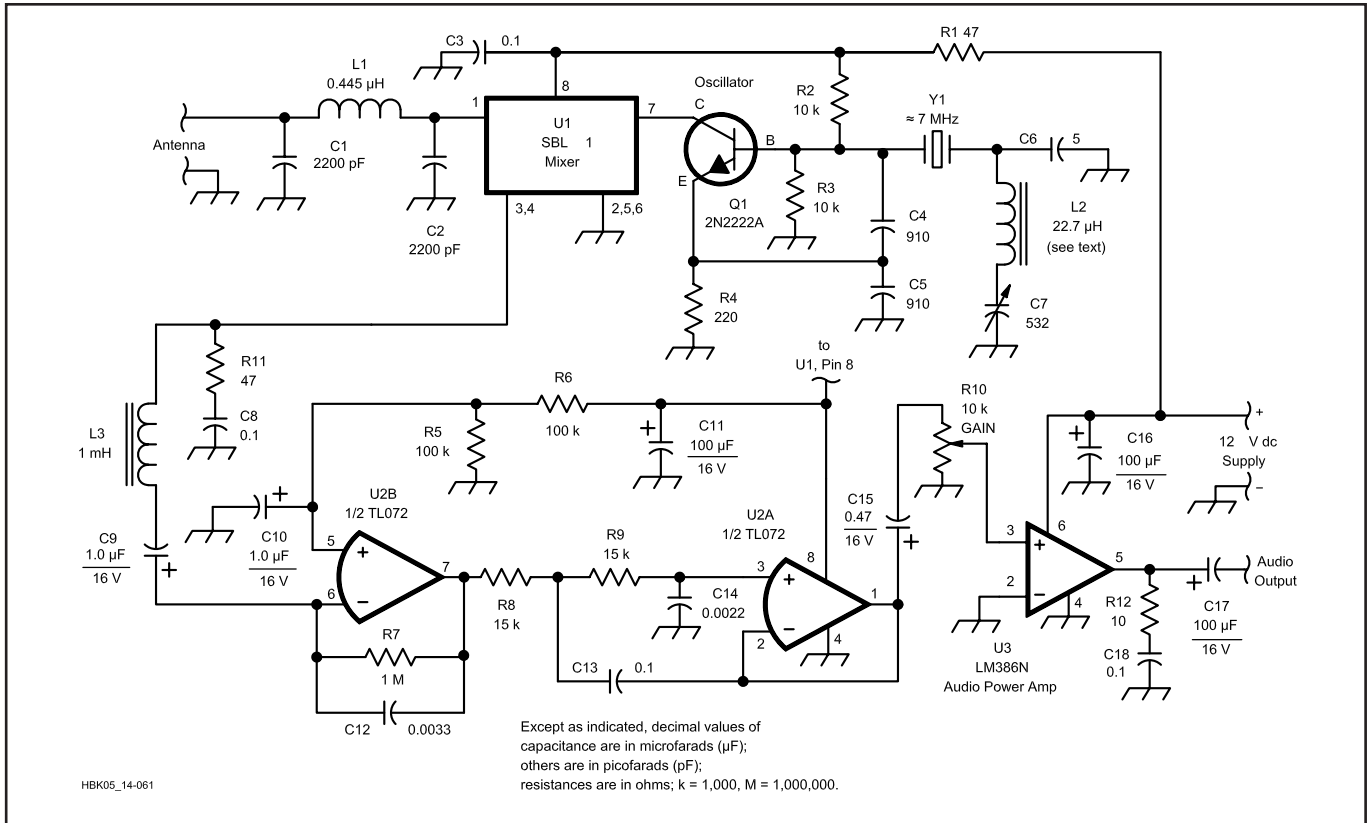 C3
0.1
R1 47
L1
0.445 µH
8
Oscillator
R2
10 k
Y1
≈ 7 MHz
1
7
C
U1
SBL 1
Mixer
B
C6
5
Antenna
C1
2200 pF
E
R3
10 k
Q1
2N2222A
3,4
2,5,6
C2
2200 pF
C4
910
L2
22.7 µH
(see text)
R4
220
C5
910
C7
532
to
U1, Pin 8
R11
47
R6
100 k
R10
10 k
GAIN
C8
0.1
L3
1 mH
R5
100 k
+
C11
100 µF
16 V
+
C16
100 µF
16 V
+
12 V dc
Supply
–
+
U2B
1/2 TL072
C15
0.47
16 V
+
U2A
1/2 TL072
C9
1.0 µF
16 V
+
C10
1.0 µF
16 V
5
+
7
6
–
R9
15 k
8
3
+
1
–
2
4
3
+
6
5
2
–
4
Audio
Output
R8
15 k
C14
0.0022
R12
10
+
C17
100 µF
16 V
R7
1 M
C13
0.1
U3
LM386N
Audio Power Amp
C18
0.1
C12
0.0033
Except as indicated, decimal values of
capacitance are in microfarads (µF);
others are in picofarads (pF);
resistances are in ohms; k = 1,000, M = 1,000,000.
HBK05_14-061